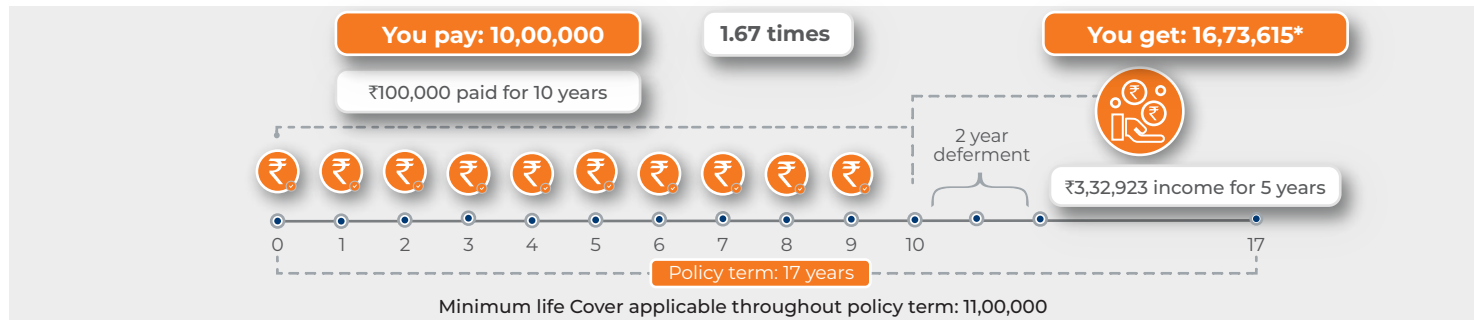 You pay: 10,00,000
1.67 times
You get: 16,73,615*
₹100,000 paid for 10 years
2 year
deferment
₹3,32,923 income for 5 years
0 1 2 3 4 5 6 7 8 9 10 17
Policy term: 17 years
Minimum life Cover applicable throughout policy term: 11,00,000